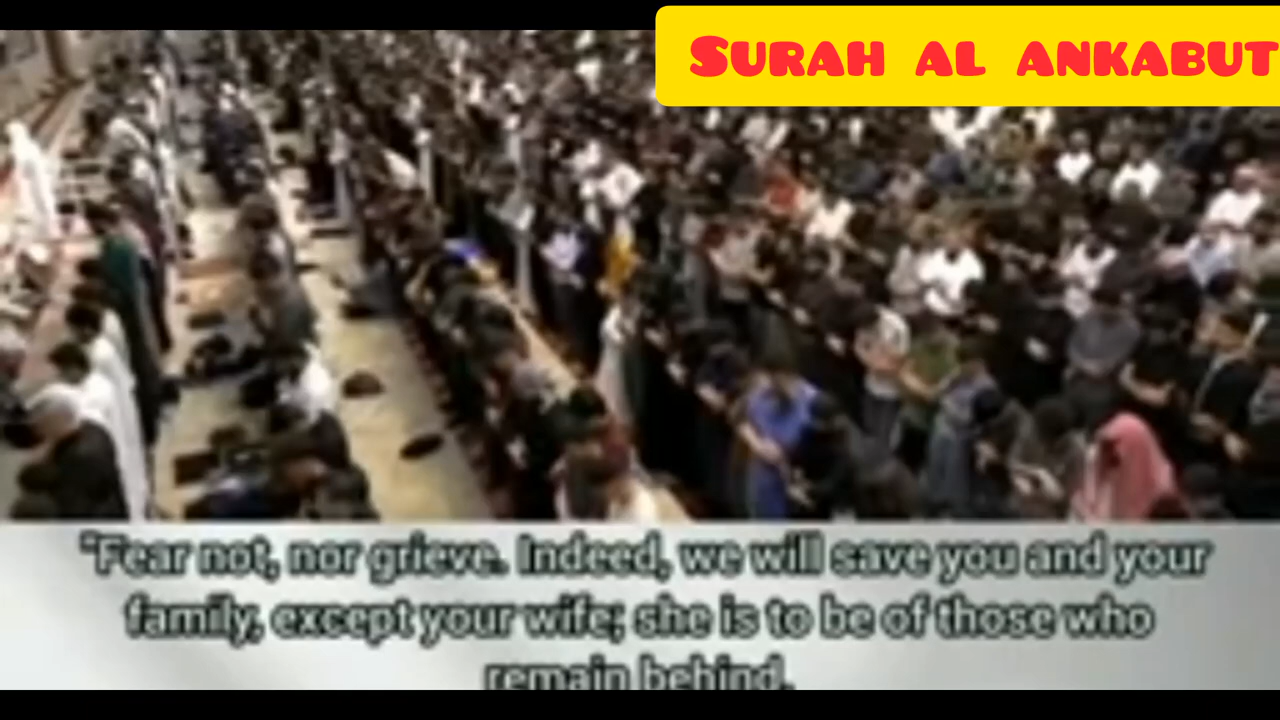 SURAH AL ANKABUT
"Fear not, nor grieve. Indeed, we will save you and your
family, except your wife; she is to be of those who
remain behind.